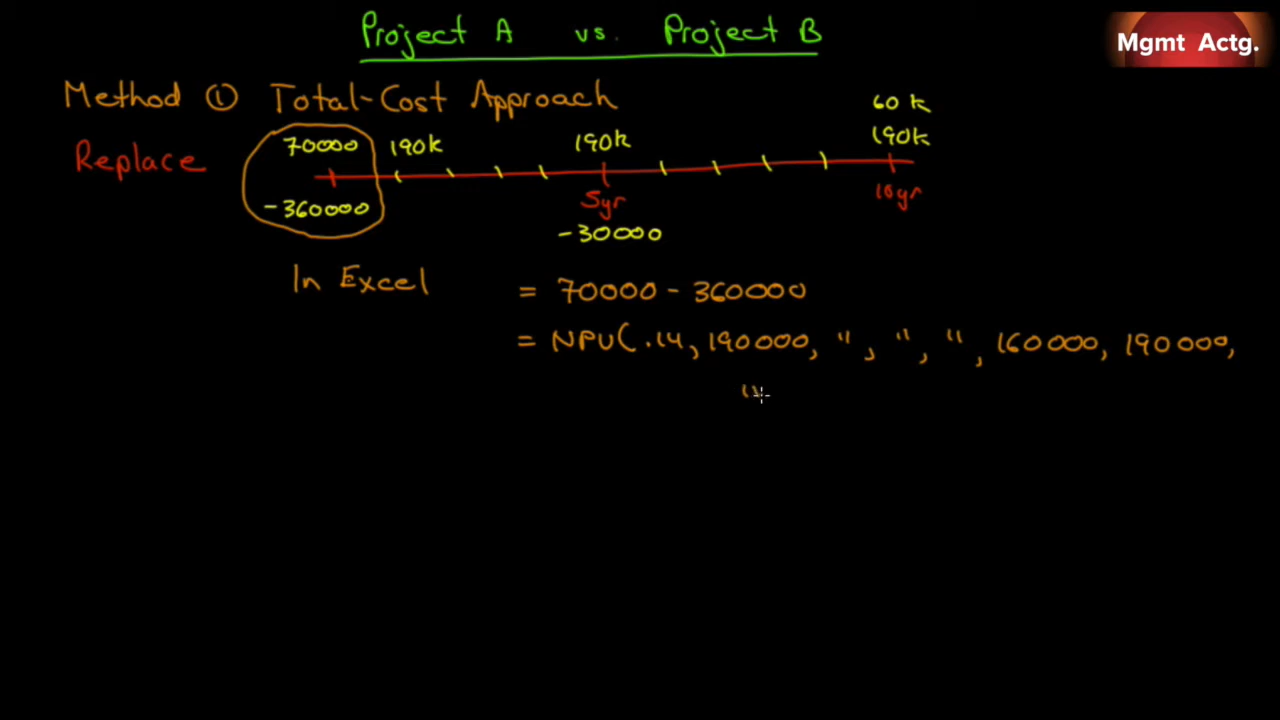 Project A vs. Project B
Mgmt Actg.
Method ① Total-Cost Approach
60k
Replace 70000 190k 190k 190k
5yr 10yr
-360000 -30000
In Excel = 70000 - 360000
= NPV(.14, 190000, ", ", ", 160000, 190000,
"